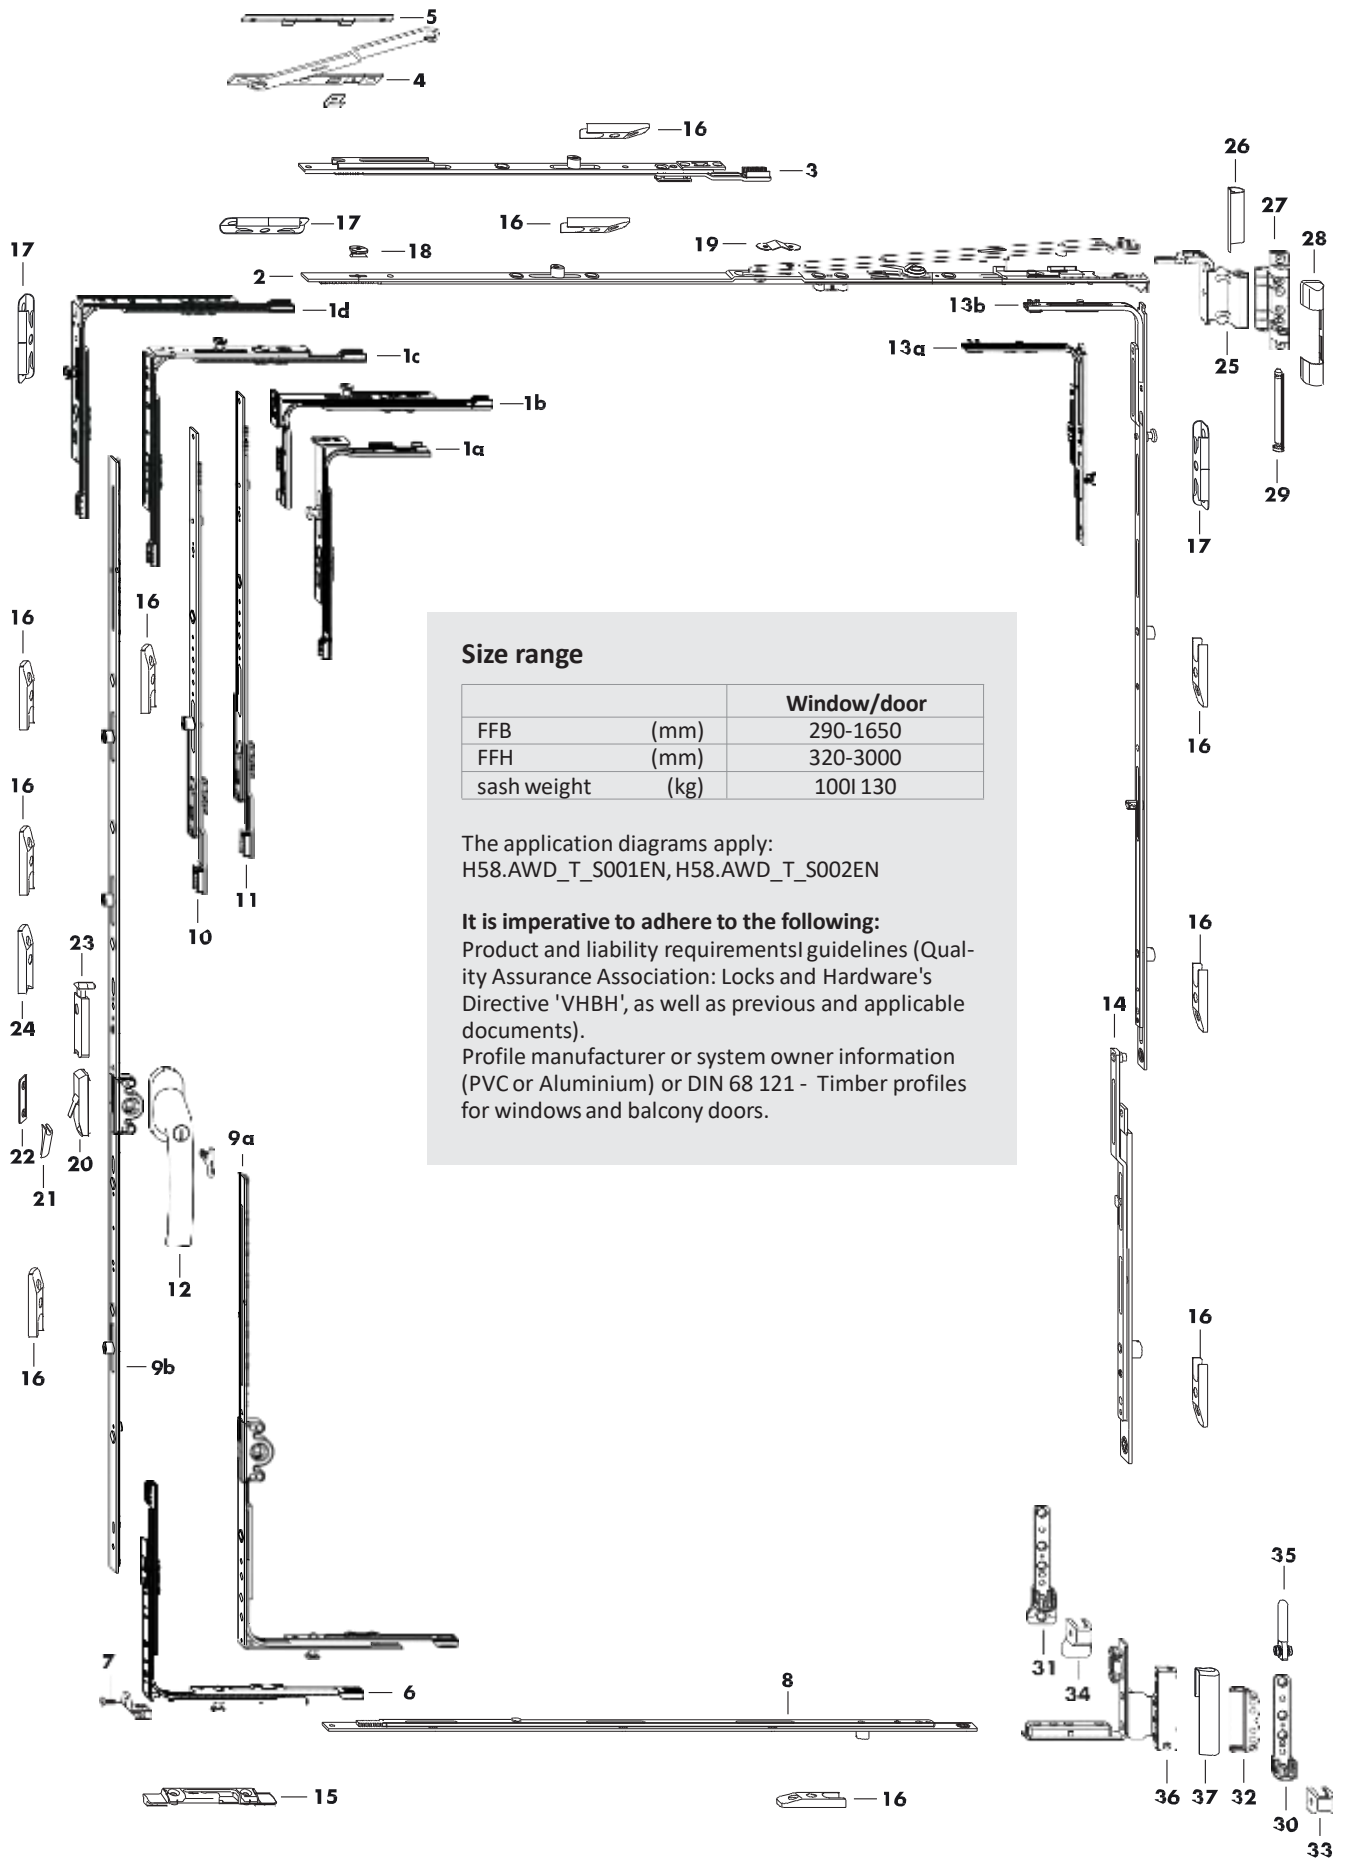 5
4
16
3
26
27
17
16
28
17
18
19
2
1d
13b
1c
13a
25
1b
1a
29
17
16
16
Size range
Window/door
FFB (mm) 290-1650
FFH (mm) 320-3000
sash weight (kg) 100I 130
16
16
The application diagrams apply:
H58.AWD_T_S001EN, H58.AWD_T_S002EN
11
10
It is imperative to adhere to the following:
Product and liability requirementsI guidelines (Qual-
ity Assurance Association: Locks and Hardware's
Directive 'VHBH', as well as previous and applicable
documents).
Profile manufacturer or system owner information
(PVC or Aluminium) or DIN 68 121 - Timber profiles
for windows and balcony doors.
23
16
14
24
9a
22
20
21
12
16
16
9b
35
7
31
6
34
8
15
16
36
37
32
30
33